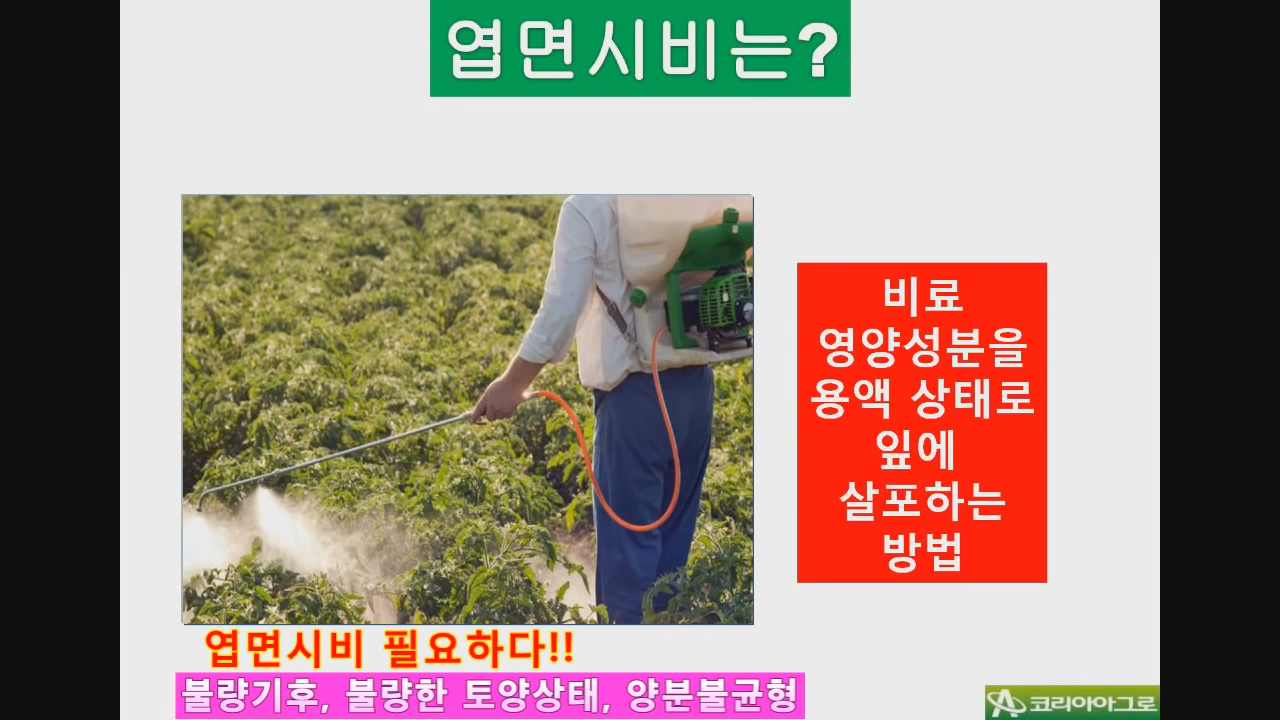 엽면시비는?
비료
영양성분을
용액 상태로
잎에
살포하는
방법
엽면시비 필요하다!!
불량기후, 불량한 토양상태, 양분불균형
코리아아그로